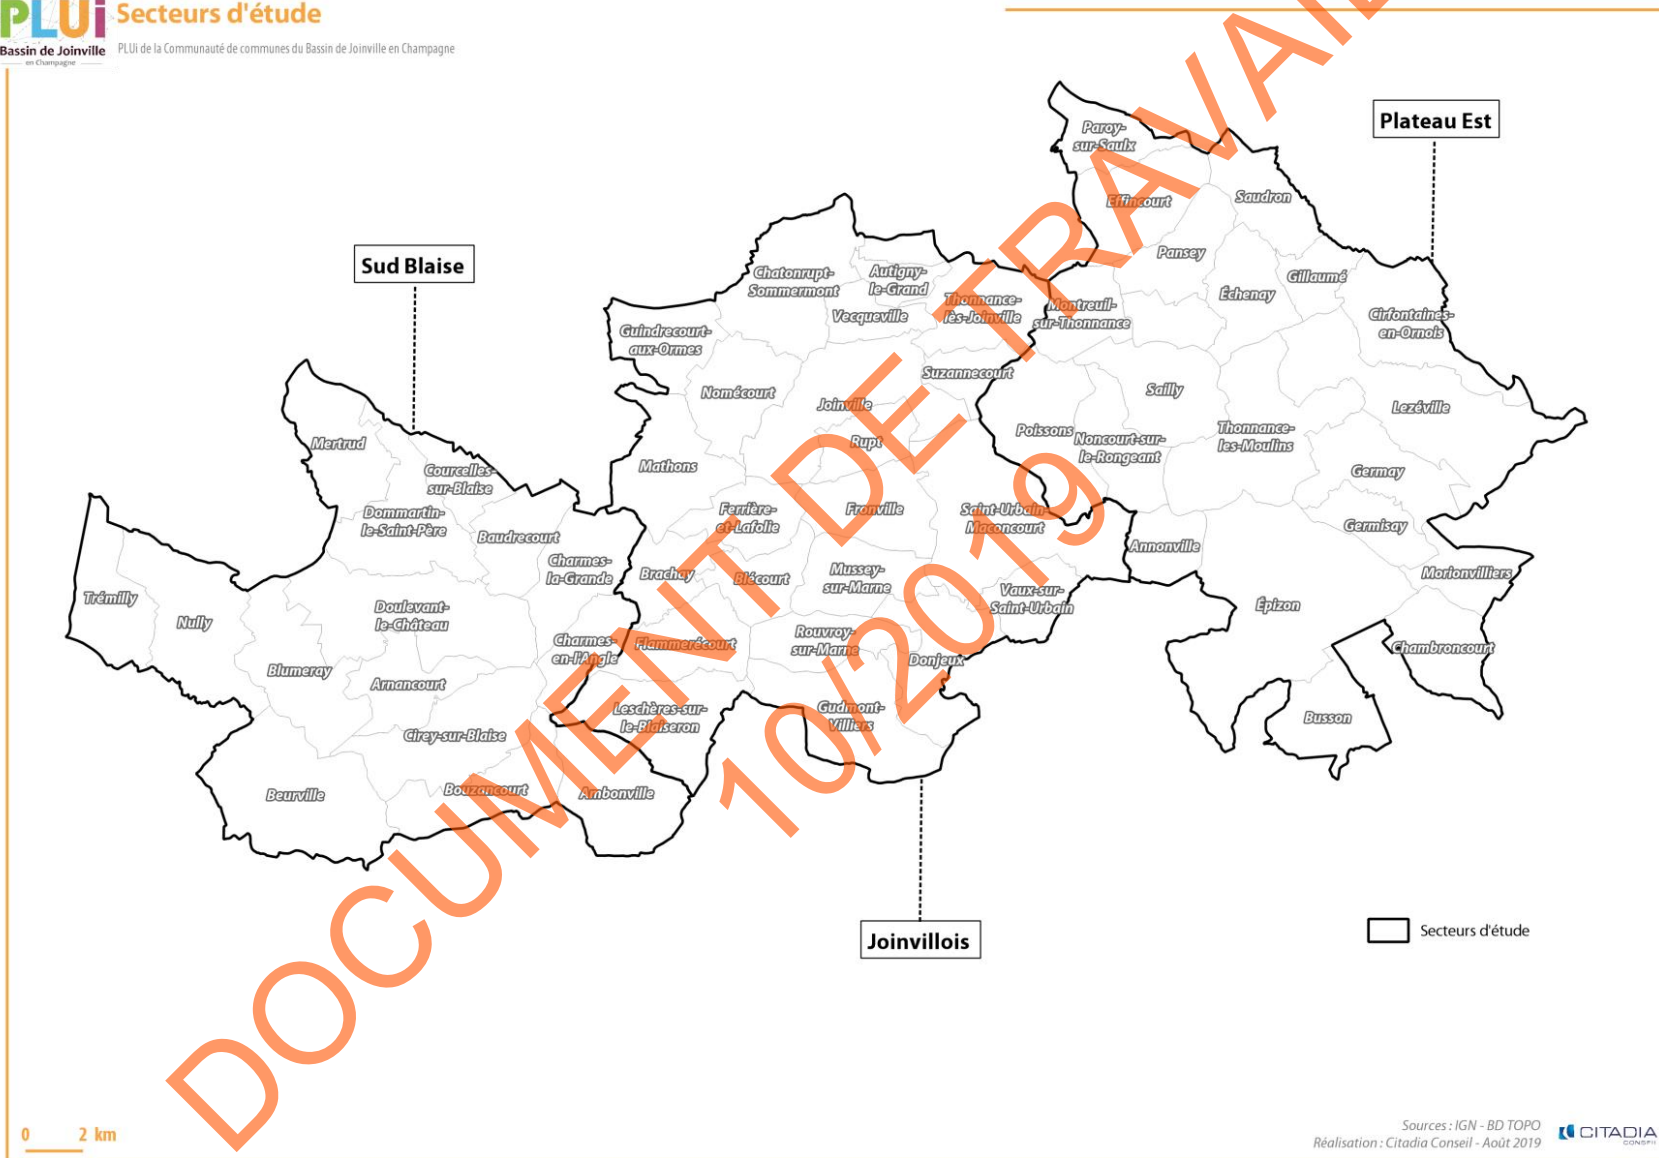 PLUi
Bassin de Joinville
en Champagne
Secteurs d'étude
PLUi de la Communauté de communes du Bassin de Joinville en Champagne
DOCUMENT DE TRAVAIL
10/2019
Plateau Est
Sud Blaise
Joinvillois
Paroy-
sur-Saulx
Effincourt
Saudron
Pansey
Échenay
Gillaumé
Cirfontaines-
en-Ornois
Chatonrupt-
Sommermont
Autigny-
le-Grand
Vecqueville
Thonnance-
lès-Joinville
Montreuil-
sur-Thonnance
Guindrecourt-
aux-Ormes
Nomécourt
Suzannecourt
Sailly
Joinville
Lezéville
Rupt
Poissons
Noncourt-sur-
le-Rongeant
Thonnance-
les-Moulins
Mathons
Germay
Mertrud
Courcelles-
sur-Blaise
Dommartin-
le-Saint-Père
Baudrecourt
Ferrière-
et-Lafolie
Fronville
Saint-Urbain-
Maconcourt
Germisay
Annonville
Charmes-
la-Grande
Brachay
Blécourt
Mussey-
sur-Marne
Morionvilliers
Trémilly
Nully
Doulevant-
le-Château
Vaux-sur-
Saint-Urbain
Épizon
Charmes-
en-l'Angle
Flammerécourt
Rouvroy-
sur-Marne
Donjeux
Chambroncourt
Blumeray
Arnancourt
Leschères-sur-
le-Blaiseron
Gudmont-
Villiers
Busson
Cirey-sur-Blaise
Beurville
Bouzancourt
Ambonville
Secteurs d'étude
0 2 km
Sources : IGN - BD TOPO
Réalisation : Citadia Conseil - Août 2019
CITADIA
CONSEIL